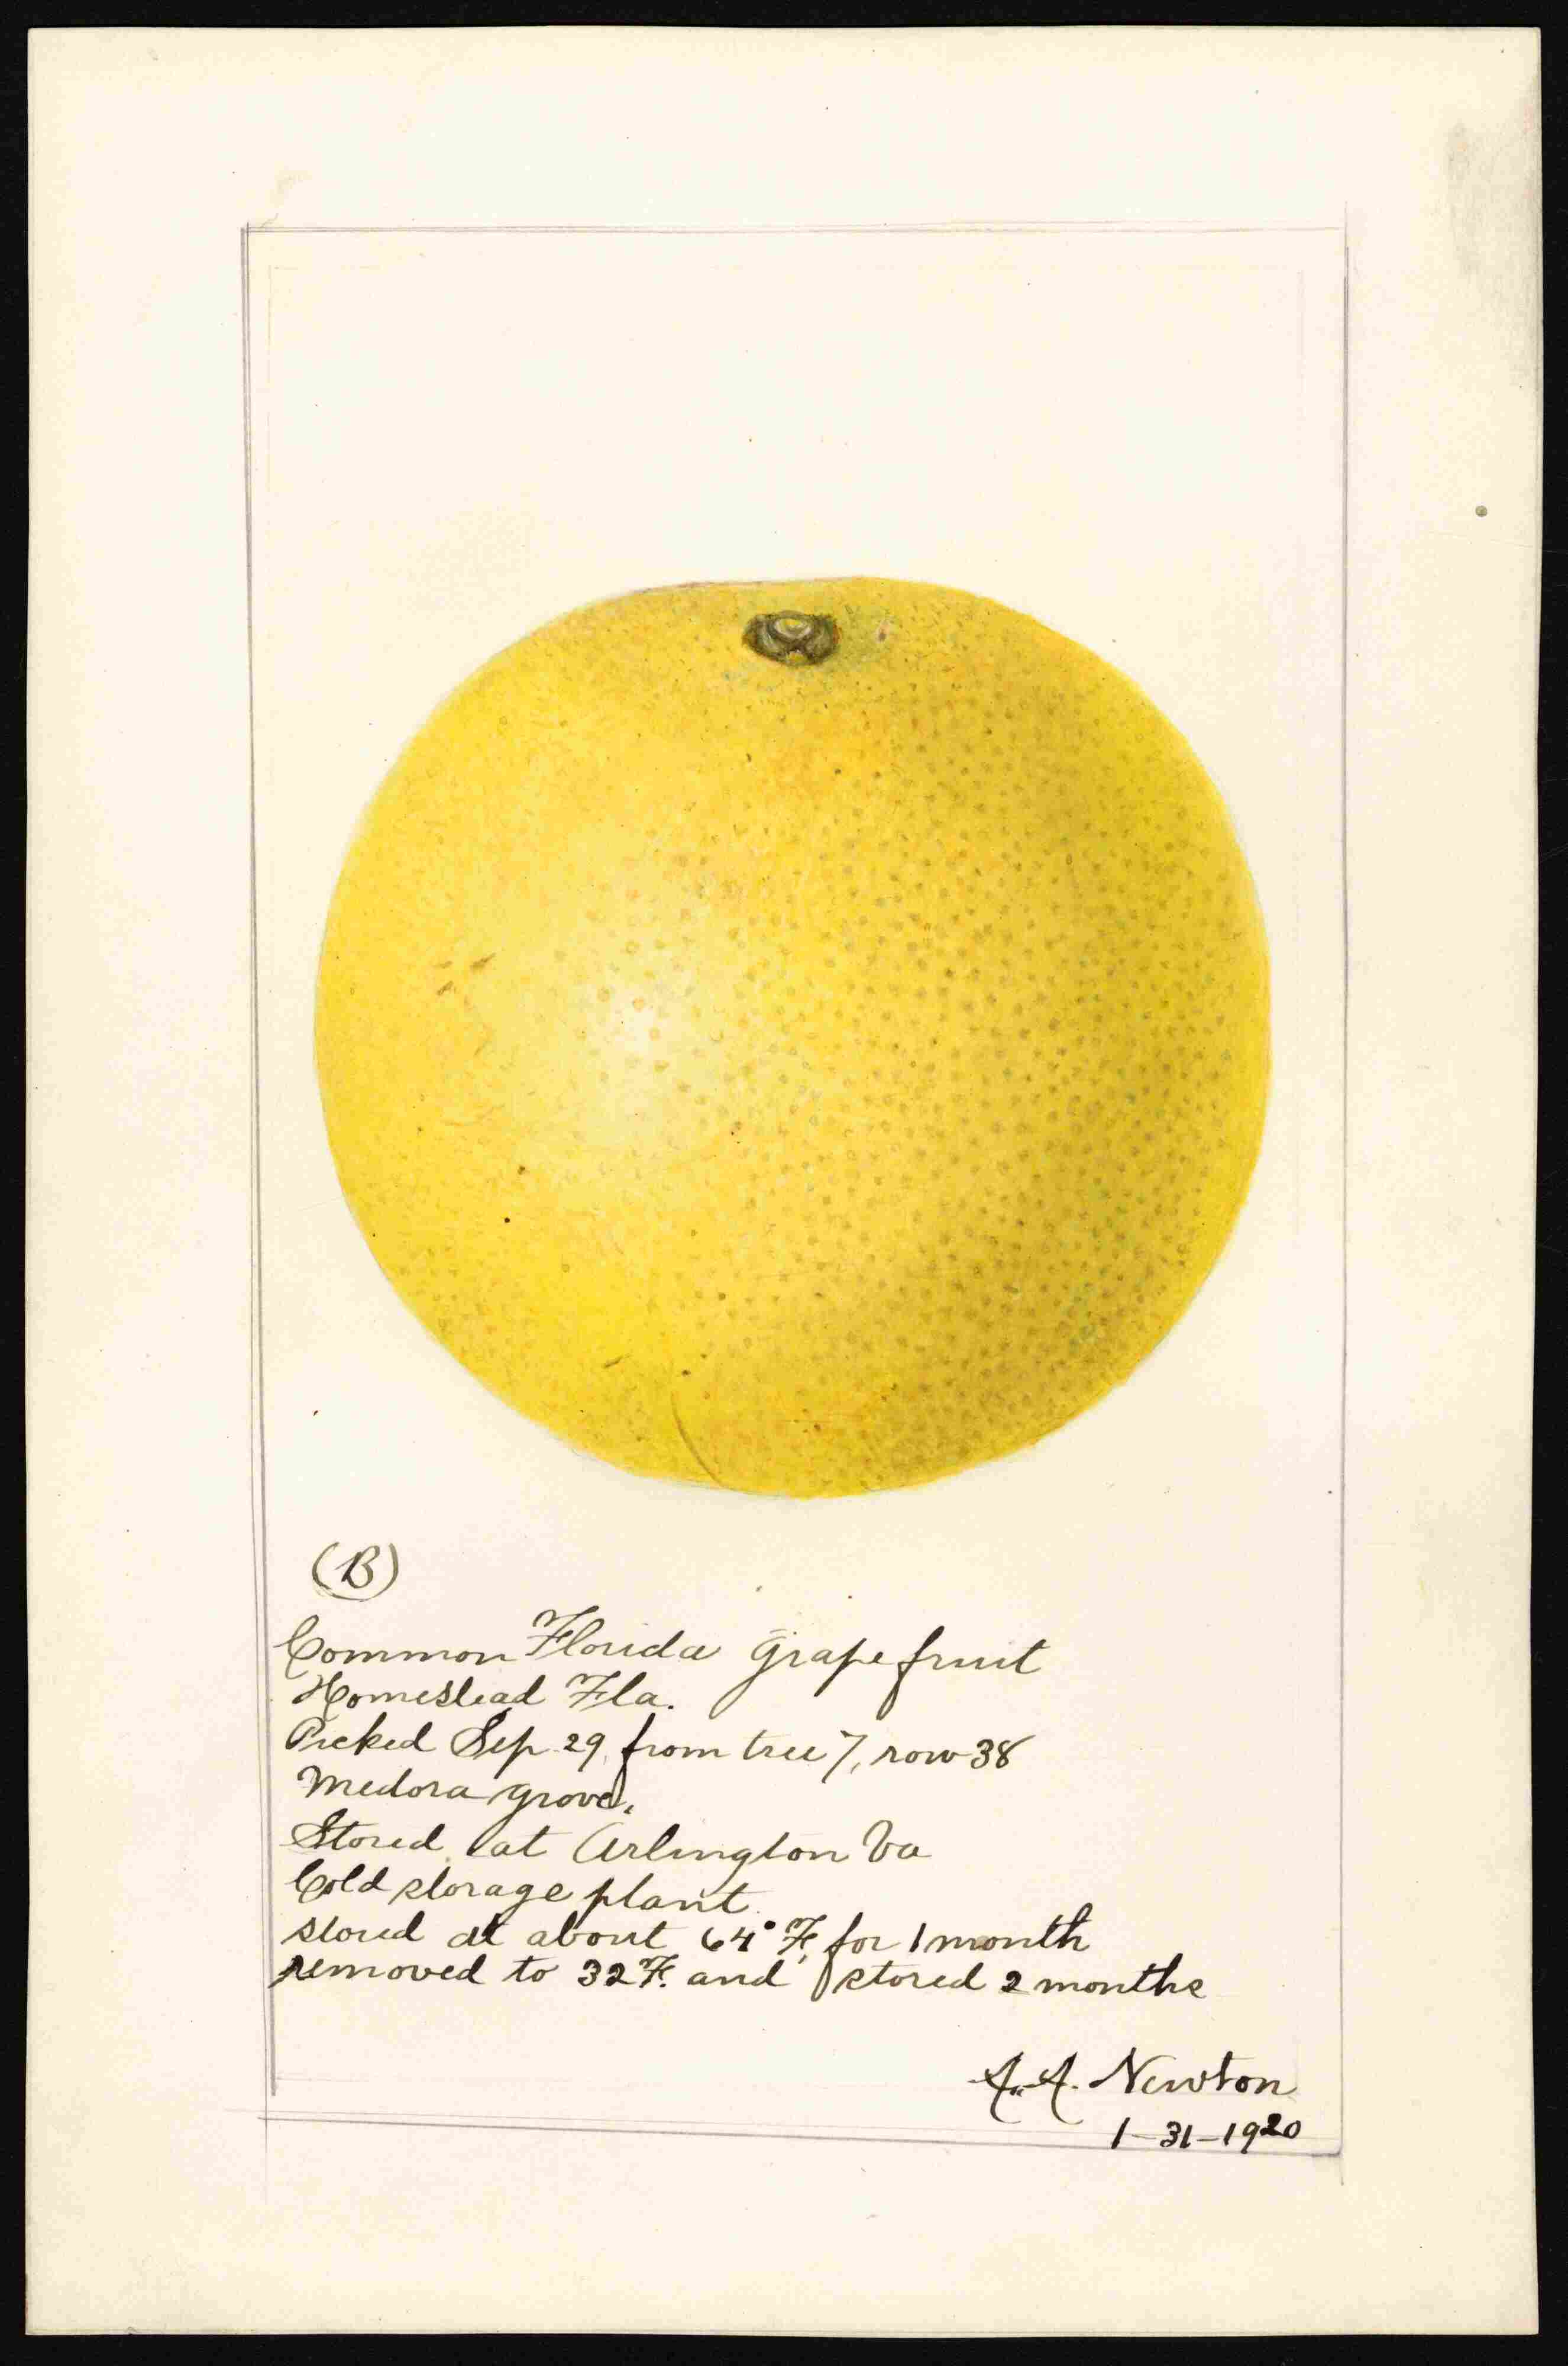 (B)
Common Florida grapefruit
Homestead Fla.
Picked Sep. 29, from tree 7, row 38
Medora grove.
Stored at Arlington Va
Cold storage plant.
stored at about 64° F. for 1 month
removed to 32 F. and stored 2 months
A. A. Newton
1-31-1920